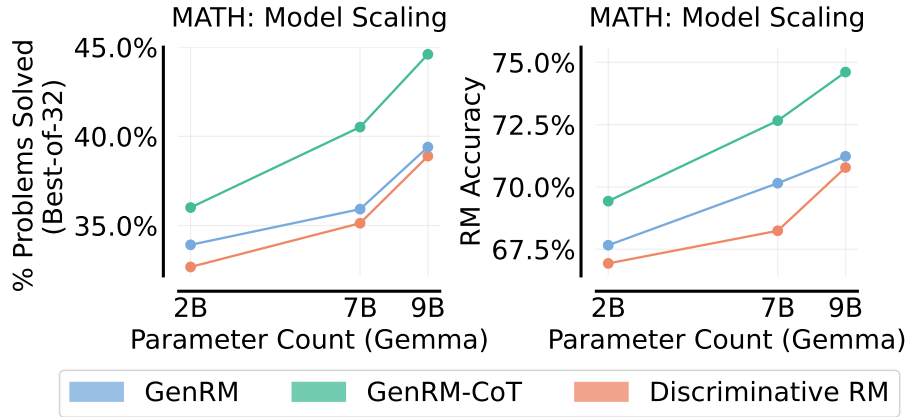 MATH: Model Scaling
% Problems Solved
(Best-of-32)
45.0%
40.0%
35.0%
2B
7B
9B
Parameter Count (Gemma)
MATH: Model Scaling
RM Accuracy
75.0%
72.5%
70.0%
67.5%
2B
7B
9B
Parameter Count (Gemma)
GenRM
GenRM-CoT
Discriminative RM